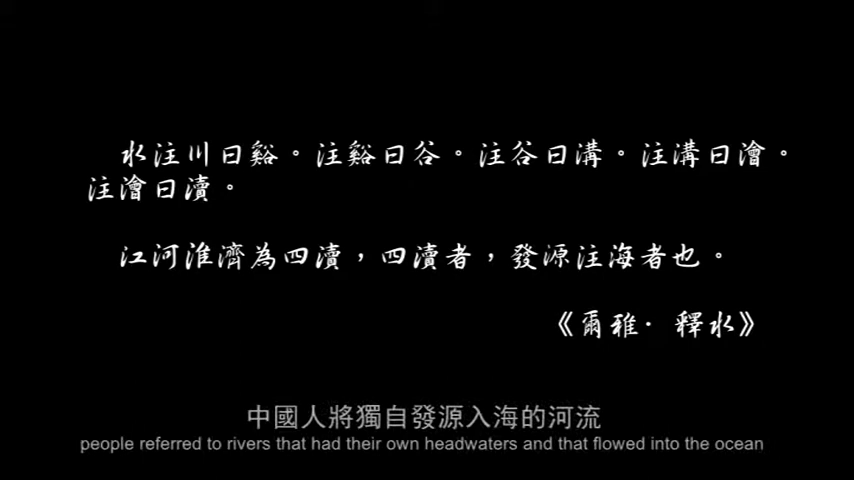 水注川曰谿。注谿曰谷。注谷曰溝。注溝曰澮。
注澮曰瀆。
江河淮濟為四瀆，四瀆者，發源注海者也。
《爾雅· 釋水》
中國人將獨自發源入海的河流
people referred to rivers that had their own headwaters and that flowed into the ocean